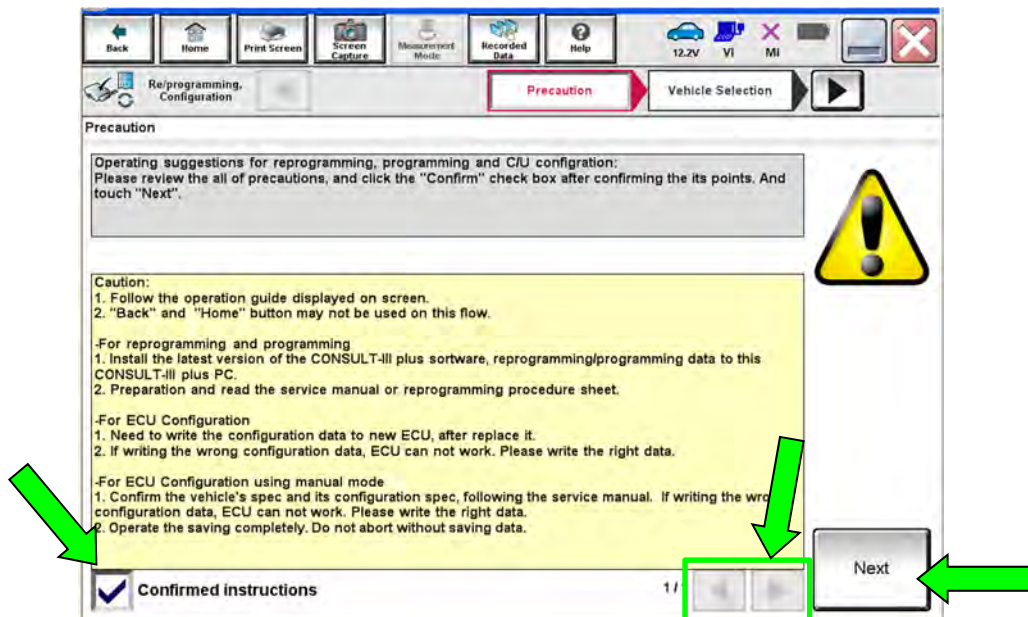 Back
Home
Print Screen
Screen Capture
Measurement Mode
Recorded Data
Help
12.2V
VI
MI
Re/programming, Configuration
Precaution
Vehicle Selection
Precaution
Operating suggestions for reprogramming, programming and C/U configration:
Please review the all of precautions, and click the "Confirm" check box after confirming the its points. And
touch "Next".
Caution:
1. Follow the operation guide displayed on screen.
2. "Back" and "Home" button may not be used on this flow.
-For reprogramming and programming
1. Install the latest version of the CONSULT-III plus sortware, reprogramming/programming data to this
CONSULT-III plus PC.
2. Preparation and read the service manual or reprogramming procedure sheet.
-For ECU Configuration
1. Need to write the configuration data to new ECU, after replace it.
2. If writing the wrong configuration data, ECU can not work. Please write the right data.
-For ECU Configuration using manual mode
1. Confirm the vehicle's spec and its configuration spec, following the service manual. If writing the
configuration data, ECU can not work. Please write the right data.
2. Operate the saving completely. Do not abort without saving data.
Confirmed instructions
1/
Next